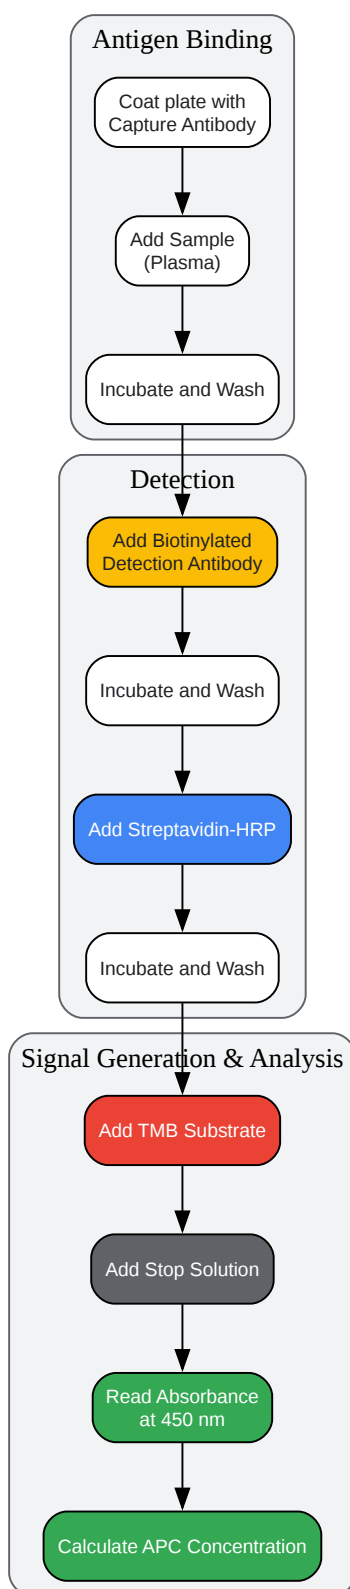 Antigen Binding
Coat plate with
Capture Antibody
Add Sample
(Plasma)
Incubate and Wash
Detection
Add Biotinylated
Detection Antibody
Incubate and Wash
Add Streptavidin-HRP
Incubate and Wash
Signal Generation & Analysis
Add TMB Substrate
Add Stop Solution
Read Absorbance
at 450 nm
Calculate APC Concentration